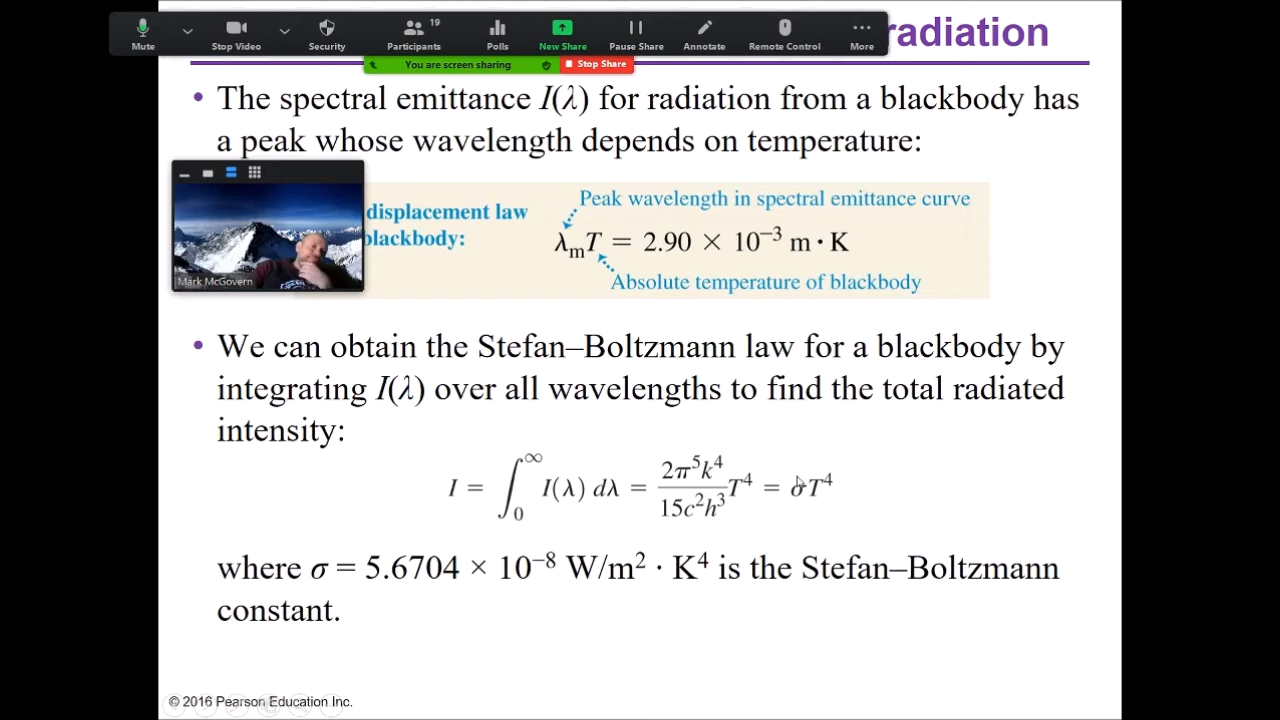 Mute
Stop Video
Security
Participants
19
Polls
New Share
Pause Share
Annotate
Remote Control
More
You are screen sharing
Stop Share
radiation
• The spectral emittance I(λ) for radiation from a blackbody has
a peak whose wavelength depends on temperature:
displacement law
blackbody:
Peak wavelength in spectral emittance curve
λₘT = 2.90 × 10⁻³ m · K
Absolute temperature of blackbody
Mark McGovern
• We can obtain the Stefan–Boltzmann law for a blackbody by
integrating I(λ) over all wavelengths to find the total radiated
intensity:
I = ∫₀^∞ I(λ) dλ = 2π⁵k⁴/15c²h³ T⁴ = σT⁴
where σ = 5.6704 × 10⁻⁸ W/m² · K⁴ is the Stefan–Boltzmann
constant.
© 2016 Pearson Education Inc.